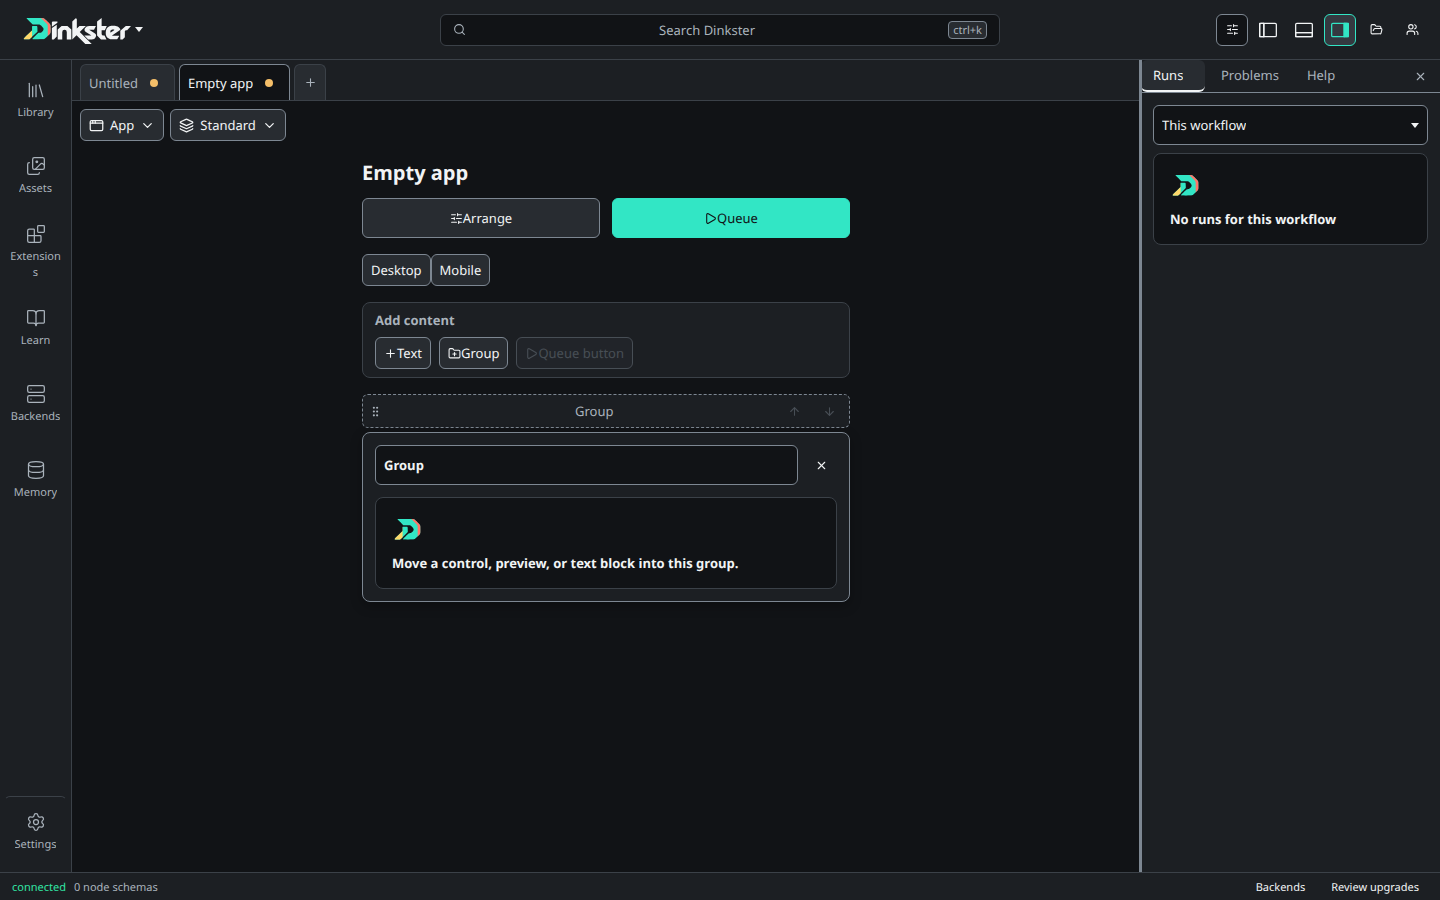 Dinkster
Search Dinkster
ctrl+k
Library
Assets
Extension
s
Learn
Backends
Memory
Settings
Untitled
Empty app
App
Standard
Empty app
Arrange
Queue
Desktop
Mobile
Add content
Text
Group
Queue button
Group
Group
Move a control, preview, or text block into this group.
Runs
Problems
Help
This workflow
No runs for this workflow
connected
0 node schemas
Backends
Review upgrades